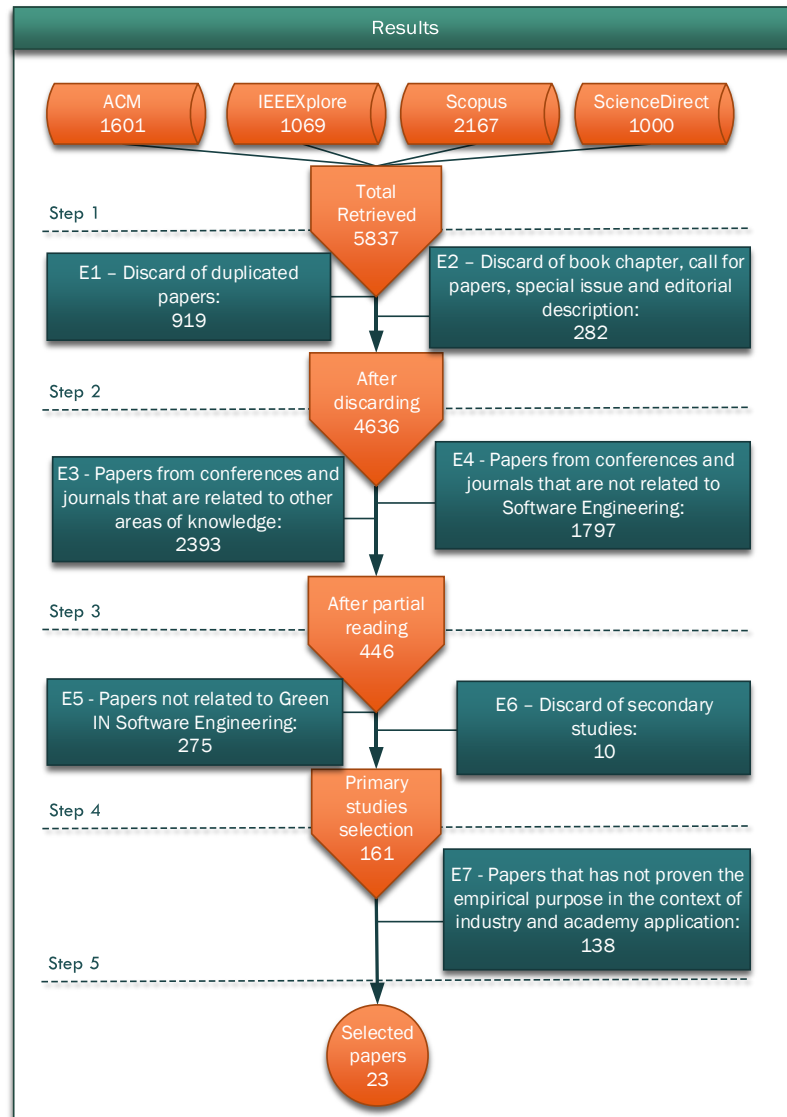 Results
ACM
1601
IEEEXplore
1069
Scopus
2167
ScienceDirect
1000
Total
Retrieved
5837
Step 1
E1 – Discard of duplicated
papers:
919
E2 – Discard of book chapter, call for
papers, special issue and editorial
description:
282
After
discarding
4636
Step 2
E3 - Papers from conferences and
journals that are related to other
areas of knowledge:
2393
E4 - Papers from conferences and
journals that are not related to
Software Engineering:
1797
After partial
reading
446
Step 3
E5 - Papers not related to Green
IN Software Engineering:
275
E6 – Discard of secondary
studies:
10
Primary
studies
selection
161
Step 4
E7 - Papers that has not proven the
empirical purpose in the context of
industry and academy application:
138
Step 5
Selected
papers
23